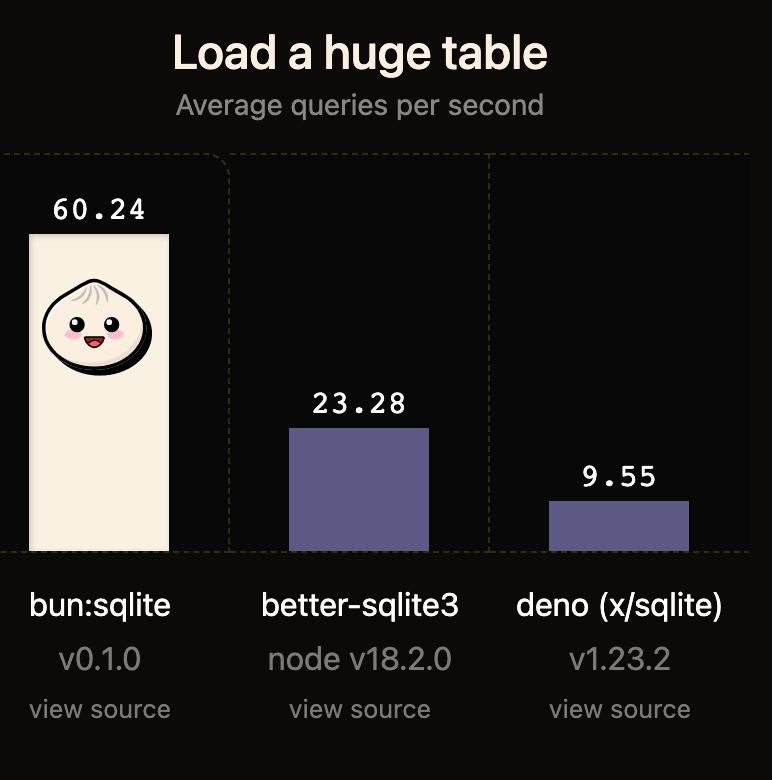 Load a huge table
Average queries per second
60.24
23.28
9.55
bun:sqlite
better-sqlite3
deno (x/sqlite)
v0.1.0
node v18.2.0
v1.23.2
view source
view source
view source